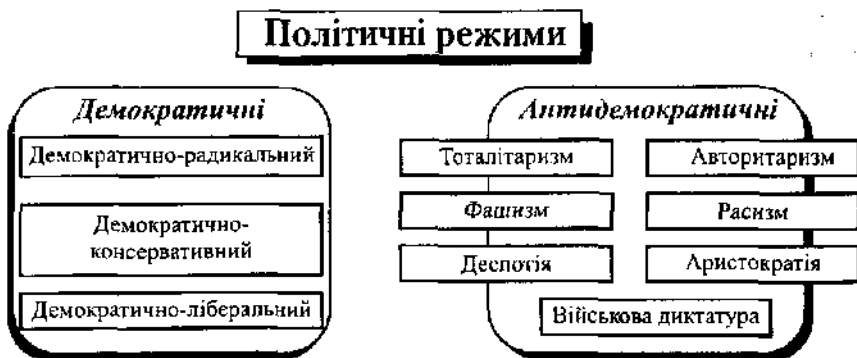 Політичні режими
Демократичні
Демократично-радикальний
Демократично-
консервативний
Демократично-ліберальний
Антидемократичні
Тоталітаризм
Авторитаризм
Фашизм
Расизм
Деспотія
Аристократія
Військова диктатура